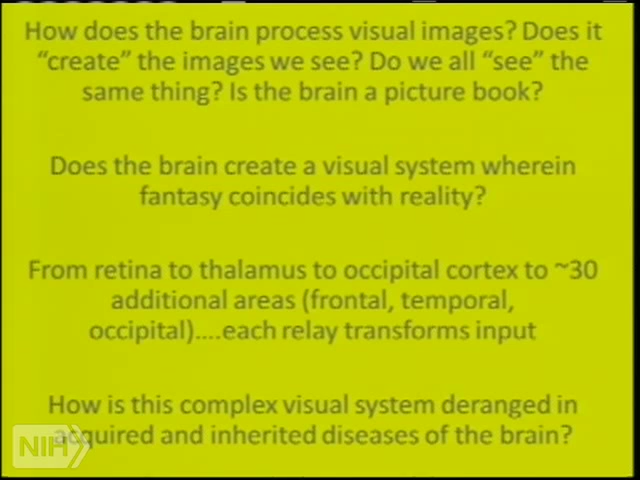 How does the brain process visual images? Does it
“create” the images we see? Do we all “see” the
same thing? Is the brain a picture book?
Does the brain create a visual system wherein
fantasy coincides with reality?
From retina to thalamus to occipital cortex to ~30
additional areas (frontal, temporal,
occipital)....each relay transforms input
How is this complex visual system deranged in
acquired and inherited diseases of the brain?
NIH